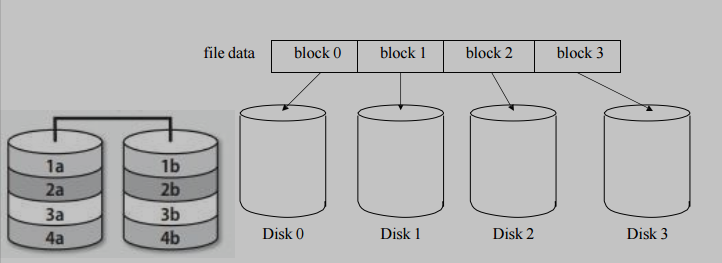 file data block 0 block 1 block 2 block 3
1a 1b
2a 2b
3a 3b
4a 4b
Disk 0 Disk 1 Disk 2 Disk 3